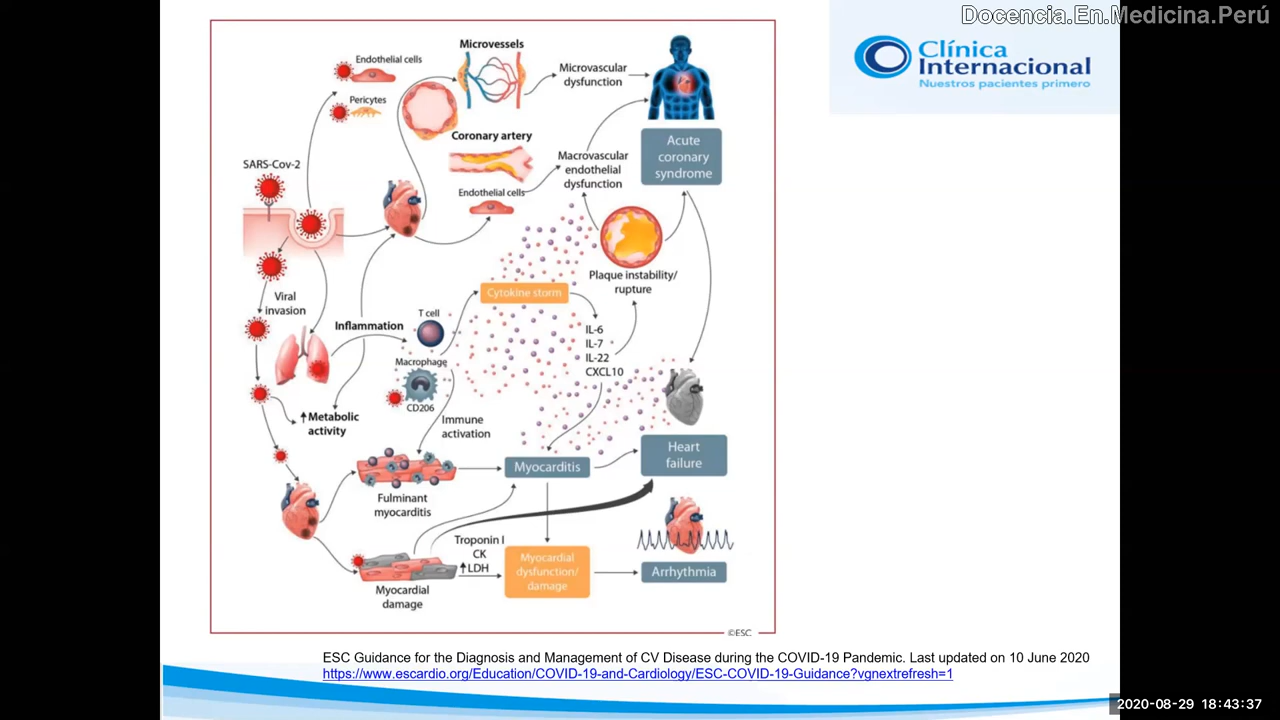 Docencia.En.Medicina.Perú
Clínica
Internacional
Nuestros pacientes primero
Microvessels
Endothelial cells
Microvascular
dysfunction
Pericytes
Coronary artery
Acute
coronary
syndrome
SARS-Cov-2
Macrovascular
endothelial
dysfunction
Endothelial cells
Plaque instability/
rupture
Viral
invasion
Cytokine storm
T cell
Inflammation
IL-6
IL-7
IL-22
CXCL10
Macrophage
CD206
Metabolic
activity
Immune
activation
Heart
failure
Myocarditis
Fulminant
myocarditis
Troponin I
CK
LDH
Myocardial
dysfunction/
damage
Arrhythmia
Myocardial
damage
©ESC
ESC Guidance for the Diagnosis and Management of CV Disease during the COVID-19 Pandemic. Last updated on 10 June 2020
https://www.escardio.org/Education/COVID-19-and-Cardiology/ESC-COVID-19-Guidance?vgnextrefresh=1
2020-08-29 18:43:37